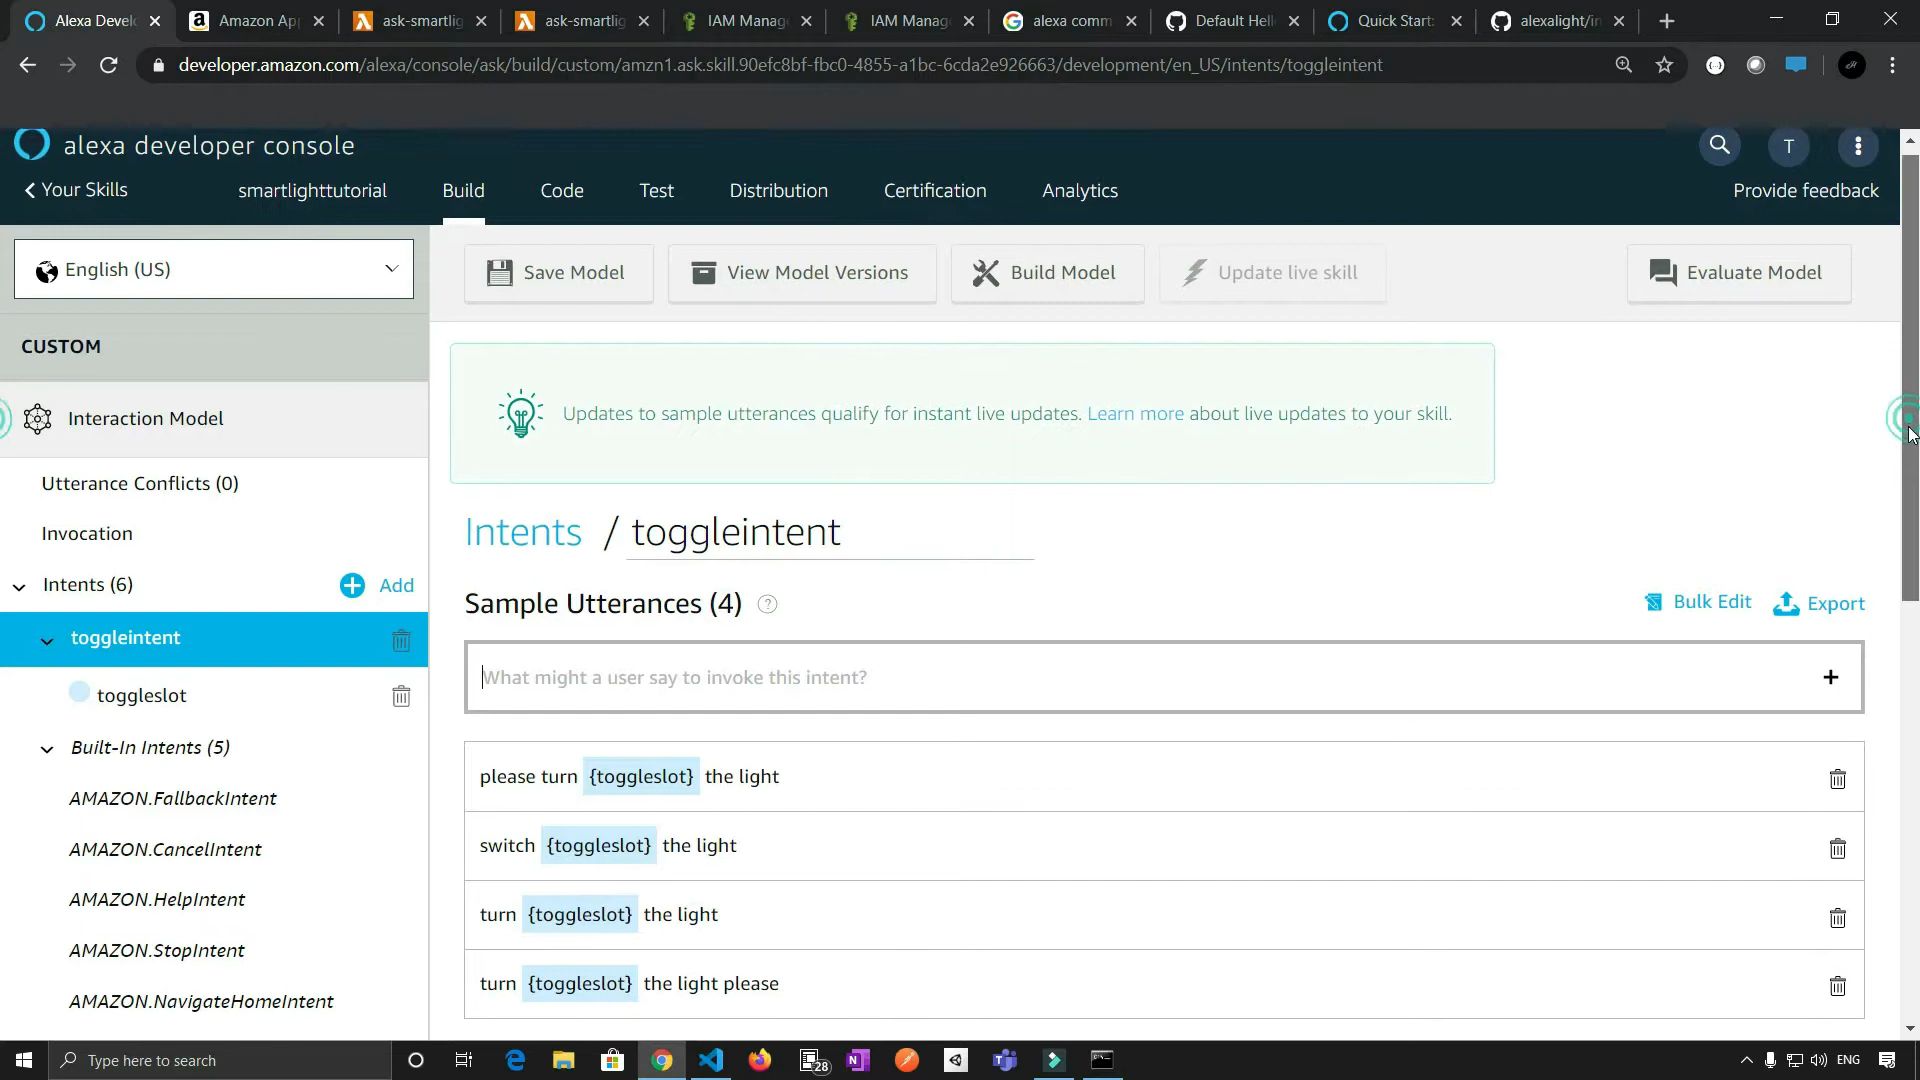 Alexa Devel
Amazon Ap
ask-smartlig
ask-smartlig
IAM Manag
IAM Manag
alexa comm
Default Hell
Quick Start:
alexalight/in
developer.amazon.com/alexa/console/ask/build/custom/amzn1.ask.skill.90efc8bf-fbc0-4855-a1bc-6cda2e926663/development/en_US/intents/toggleintent
alexa developer console
T
Your Skills
smartlighttutorial
Build
Code
Test
Distribution
Certification
Analytics
Provide feedback
English (US)
Save Model
View Model Versions
Build Model
Update live skill
Evaluate Model
CUSTOM
Interaction Model
Utterance Conflicts (0)
Invocation
Intents (6)
Add
toggleintent
toggleslot
Built-In Intents (5)
AMAZON.FallbackIntent
AMAZON.CancelIntent
AMAZON.HelpIntent
AMAZON.StopIntent
AMAZON.NavigateHomeIntent
Updates to sample utterances qualify for instant live updates. Learn more about live updates to your skill.
Intents / toggleintent
Sample Utterances (4) ?
Bulk Edit
Export
What might a user say to invoke this intent?
please turn {toggleslot} the light
switch {toggleslot} the light
turn {toggleslot} the light
turn {toggleslot} the light please
Type here to search
28
ENG